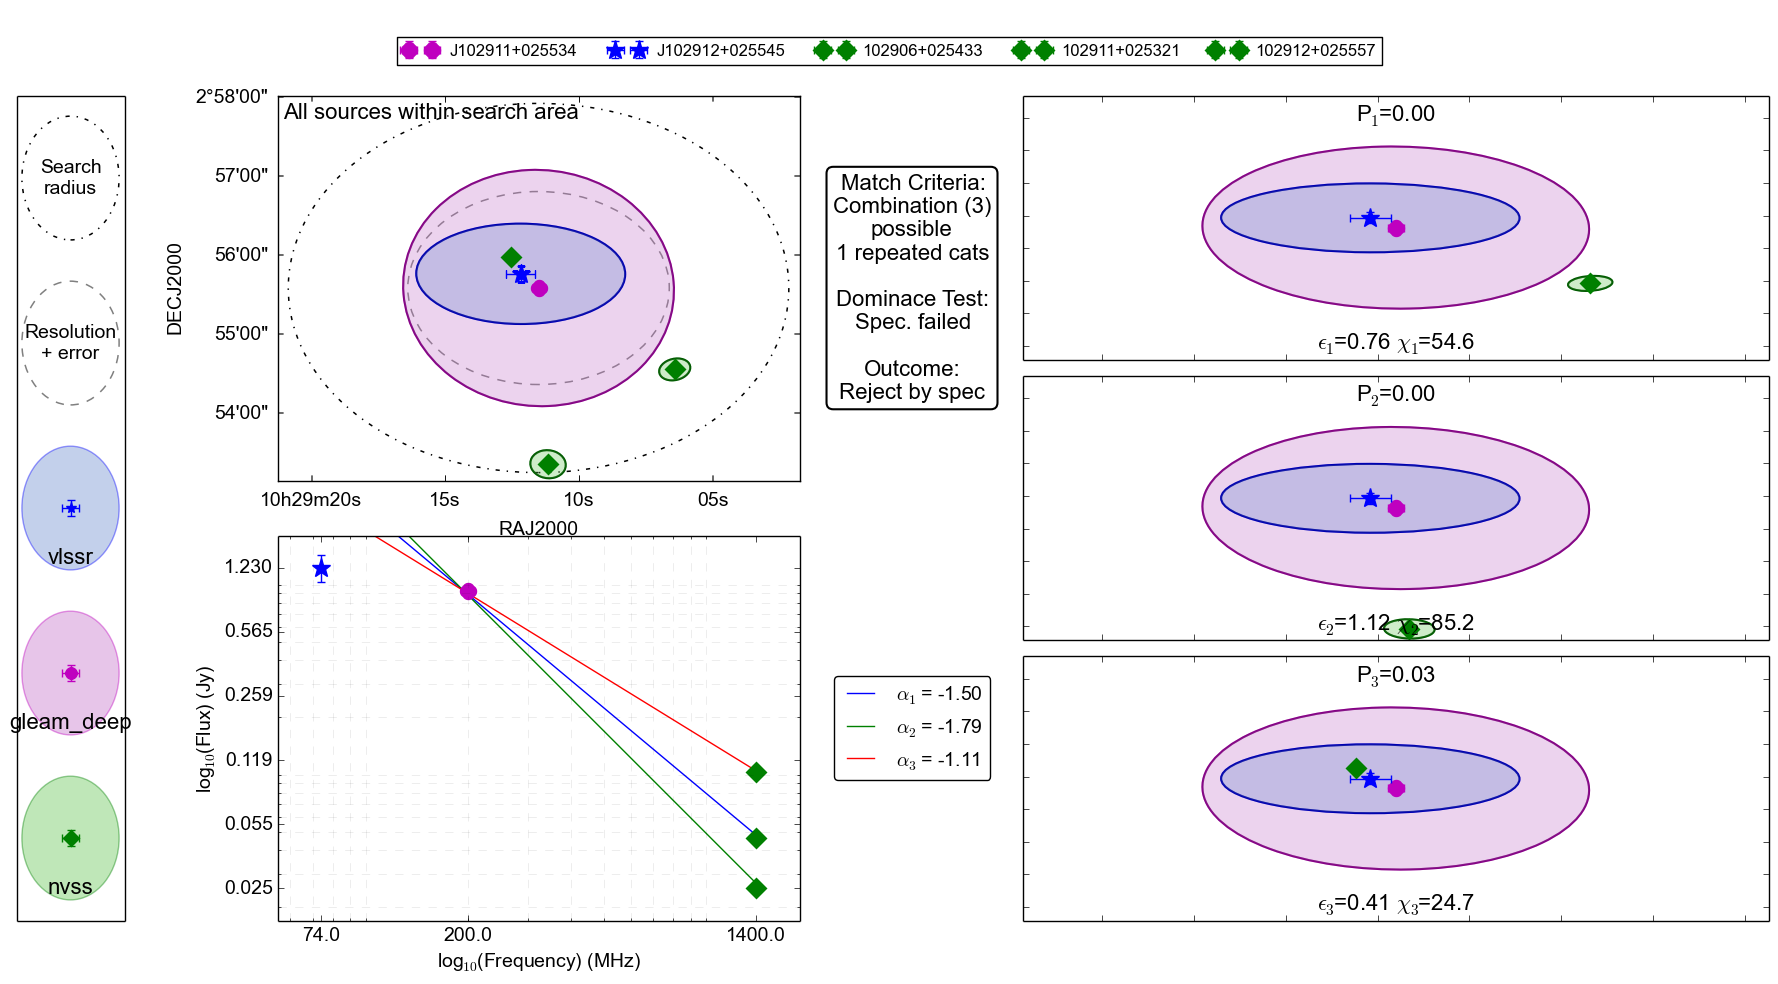 J102911+025534 J102912+025545 102906+025433 102911+025321 102912+025557
Search
radius
Resolution
+ error
vlssr
gleam_deep
nvss
All sources within search area
2°58'00"
57'00"
56'00"
55'00"
54'00"
DECJ2000
10h29m20s 15s 10s 05s
RAJ2000
Match Criteria:
Combination (3)
possible
1 repeated cats
Dominace Test:
Spec. failed
Outcome:
Reject by spec
1.230
0.565
0.259
0.119
0.055
0.025
log₁₀(Flux) (Jy)
74.0 200.0 1400.0
log₁₀(Frequency) (MHz)
α₁ = -1.50
α₂ = -1.79
α₃ = -1.11
P₁=0.00
ϵ₁=0.76 χ₁=54.6
P₂=0.00
ϵ₂=1.12 χ₂=85.2
P₃=0.03
ϵ₃=0.41 χ₃=24.7